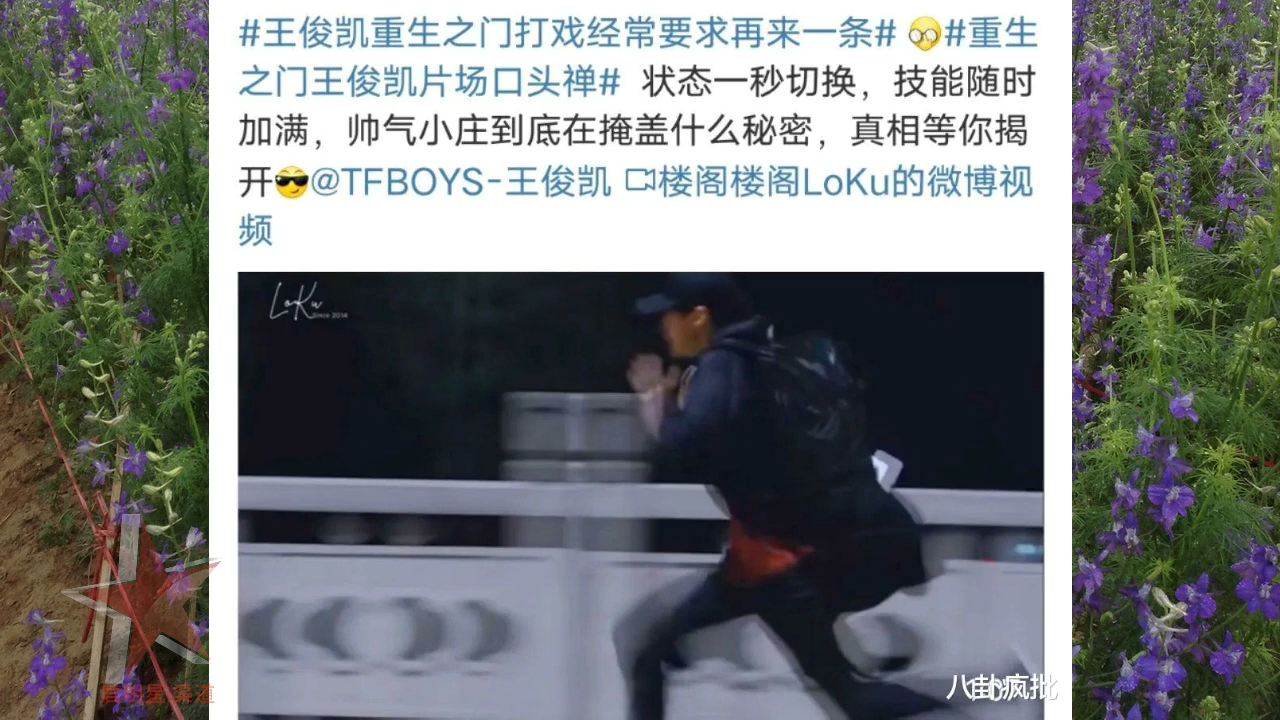 #王俊凯重生之门打戏经常要求再来一条# #重生
之门王俊凯片场口头禅# 状态一秒切换，技能随时
加满，帅气小庄到底在掩盖什么秘密，真相等你揭
开@TFBOYS-王俊凯 楼阁楼阁LoKu的微博视
频
LoKu
Since 2014
八卦疯批